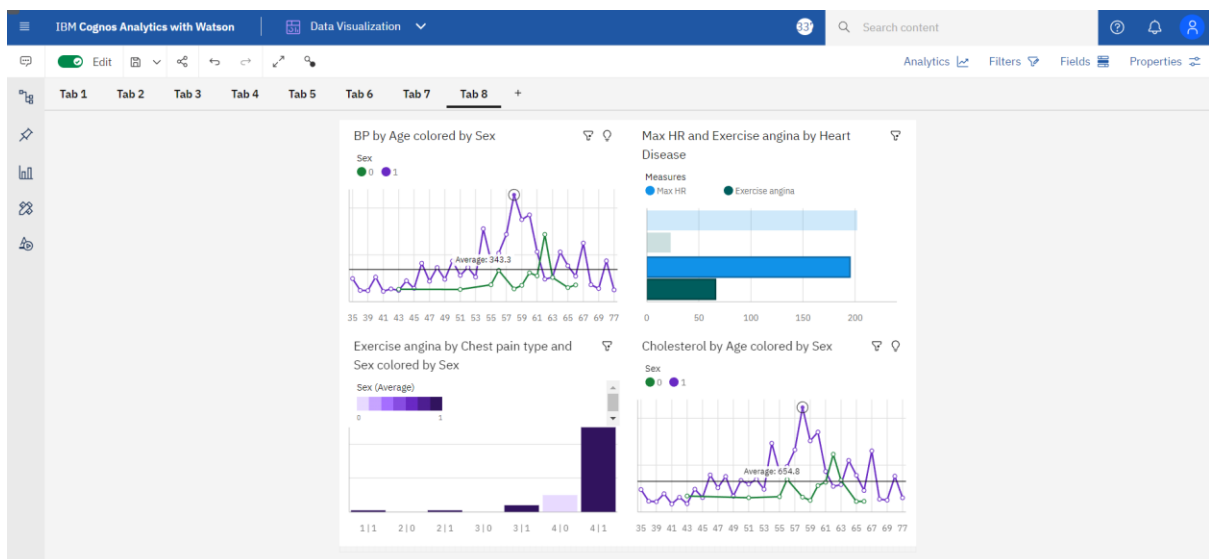 IBM Cognos Analytics with Watson
Data Visualization
Search content
Edit
Analytics
Filters
Fields
Properties
Tab 1 Tab 2 Tab 3 Tab 4 Tab 5 Tab 6 Tab 7 Tab 8 +
BP by Age colored by Sex
Sex
0 1
Average: 343.3
35 39 41 43 45 47 49 51 53 55 57 59 61 63 65 67 69 77
Max HR and Exercise angina by Heart
Disease
Measures
Max HR Exercise angina
0 50 100 150 200
Exercise angina by Chest pain type and
Sex colored by Sex
Sex (Average)
0 1
1|1 2|0 2|1 3|0 3|1 4|0 4|1
Cholesterol by Age colored by Sex
Sex
0 1
Average: 654.8
35 39 41 43 45 47 49 51 53 55 57 59 61 63 65 67 69 77